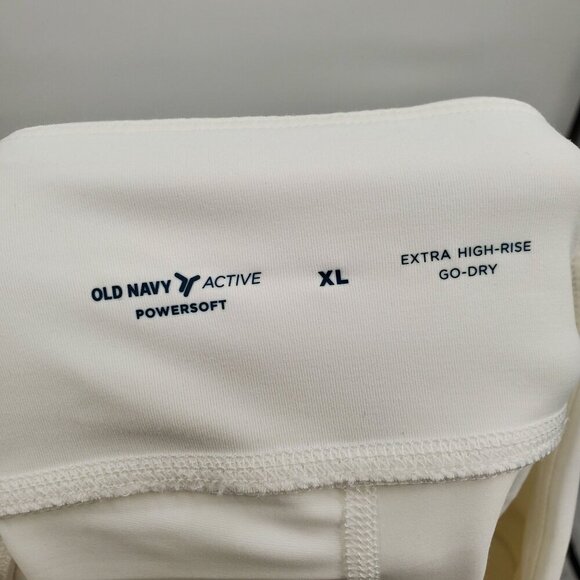 OLD NAVY ACTIVE
POWERSOFT
XL
EXTRA HIGH-RISE
GO-DRY